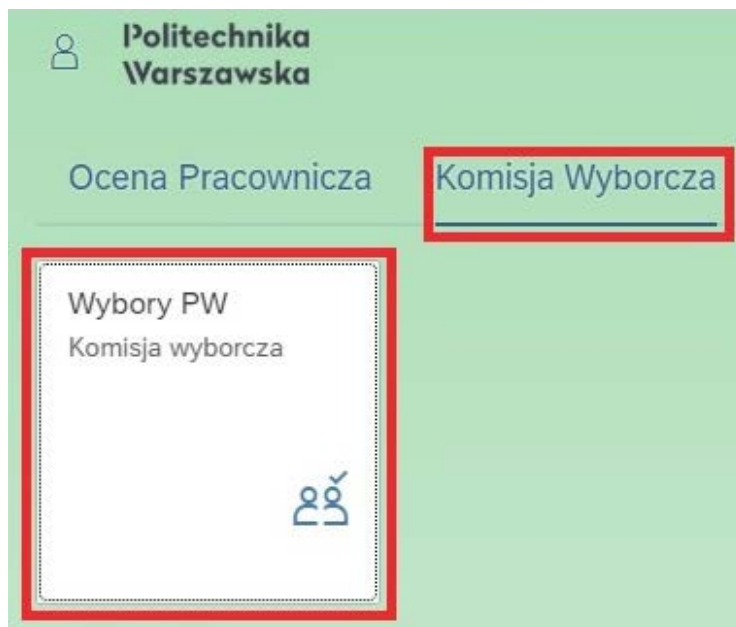 Politechnika
Warszawska
Ocena Pracownicza
Komisja Wyborcza
Wybory PW
Komisja wyborcza